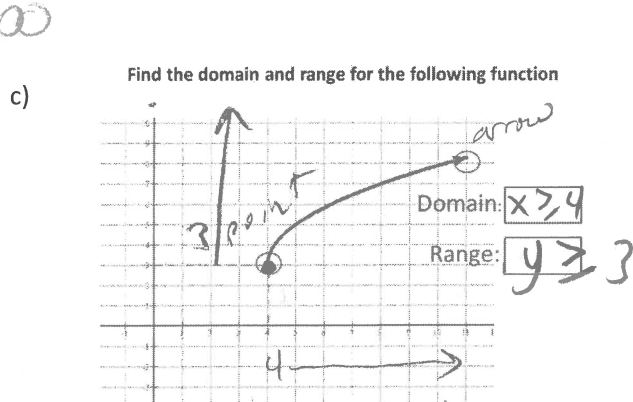 ∞
Find the domain and range for the following function
c)
arrow
point
3
Domain: x ≥ 4
Range: y ≥ 3
4